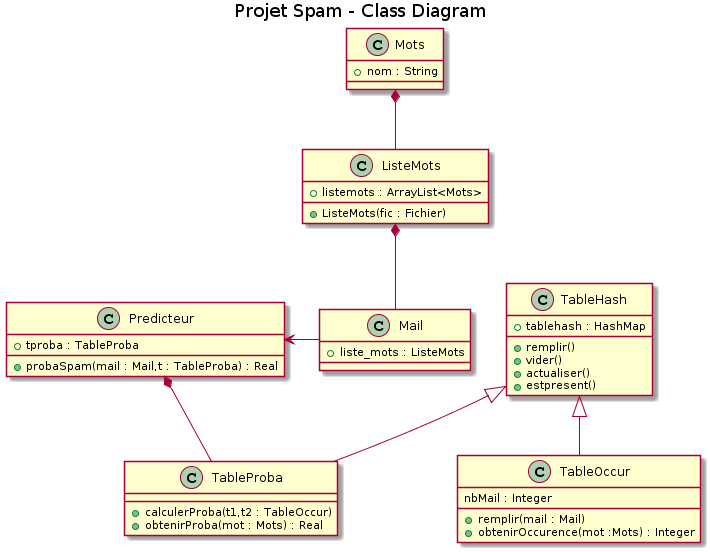 Projet Spam - Class Diagram
C Mots
nom : String
C ListeMots
listemots : ArrayList<Mots>
ListeMots(fic : Fichier)
C Predicteur
tproba : TableProba
probaSpam(mail : Mail,t : TableProba) : Real
C Mail
liste_mots : ListeMots
C TableHash
tablehash : HashMap
remplir()
vider()
actualiser()
estpresent()
C TableProba
calculerProba(t1,t2 : TableOccur)
obtenirProba(mot : Mots) : Real
C TableOccur
nbMail : Integer
remplir(mail : Mail)
obtenirOccurence(mot :Mots) : Integer